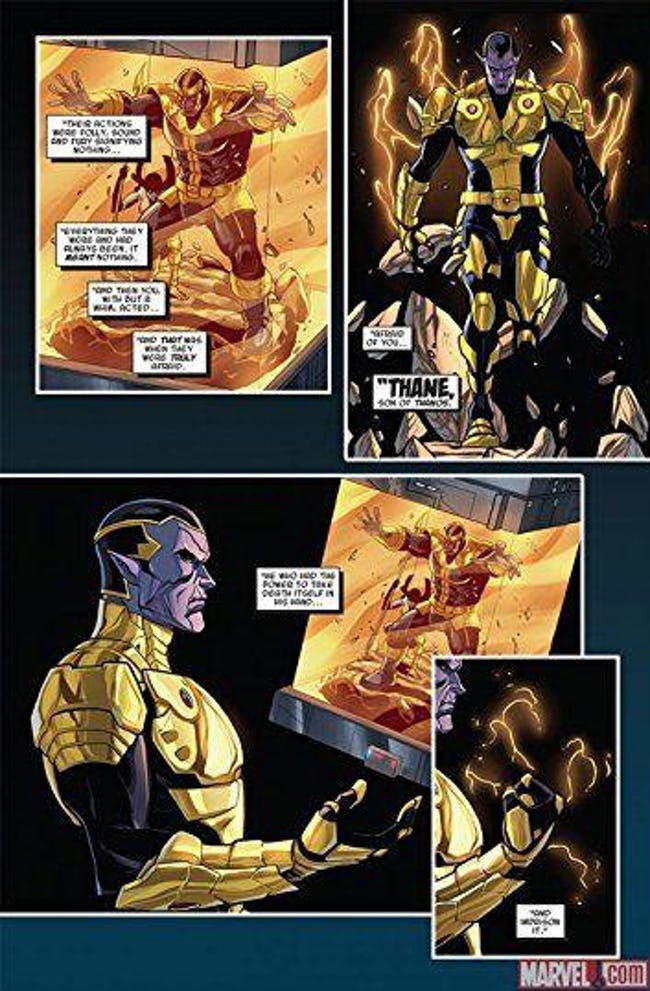 "THEIR ACTIONS
WERE FOLLY. SOUND
AND FURY SIGNIFYING
NOTHING...
"EVERYTHING THEY
WERE AND HAD
ALWAYS BEEN, IT
MEANT NOTHING.
"AND THEN YOU,
WITH BUT A
WHIM, ACTED...
"AND THAT WAS
WHEN THEY
WERE TRULY
AFRAID.
"AFRAID
OF YOU...
"THANE,
SON OF THANOS.
"HE WHO HAD THE
POWER TO TAKE
DEATH ITSELF IN
HIS HAND...
"AND
IMPRISON
IT."
MARVEL.COM